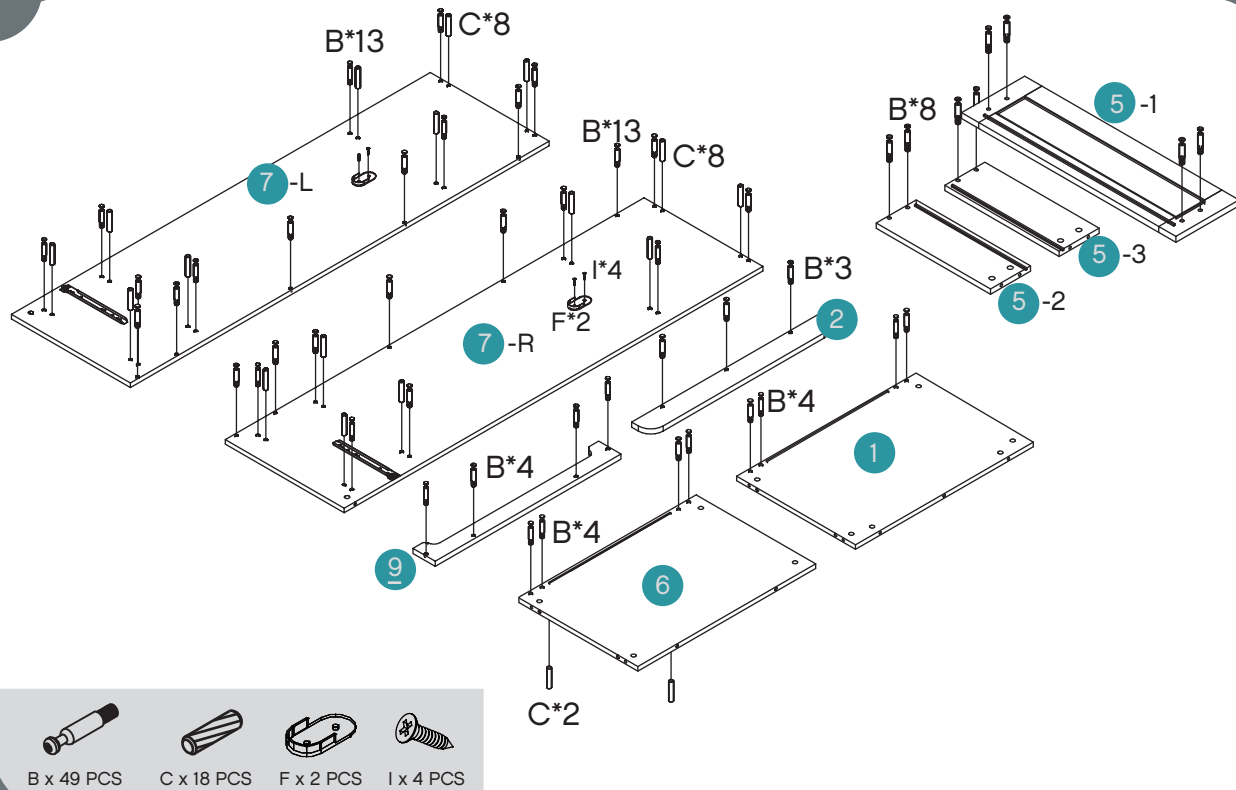 C*8
B*13
7 -L
B*13
C*8
I*4
F*2
7 -R
B*8
5 -1
5 -3
5 -2
B*3
2
B*4
1
B*4
9
B*4
6
C*2
B x 49 PCS
C x 18 PCS
F x 2 PCS
I x 4 PCS